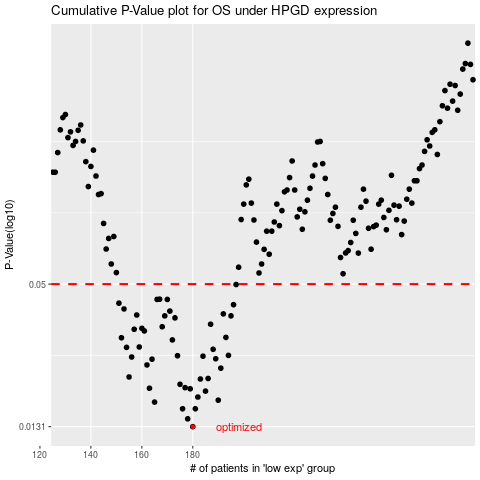 Cumulative P-Value plot for OS under HPGD expression
P-Value(log10)
0.05
0.0131
optimized
120 140 160 180
# of patients in 'low exp' group